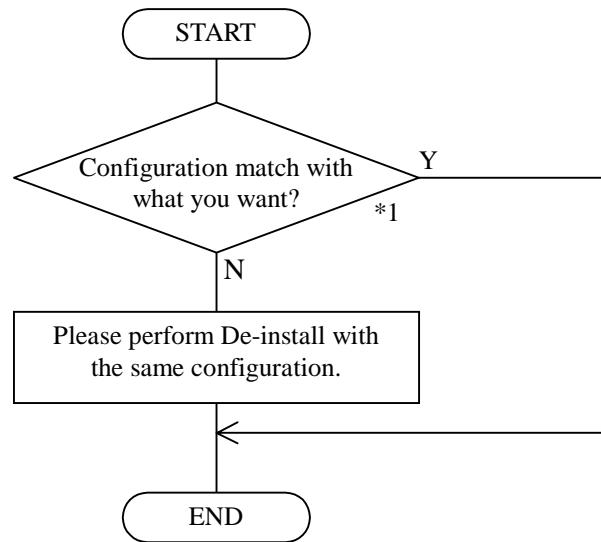 START
Configuration match with
what you want?
Y
*1
N
Please perform De-install with
the same configuration.
END